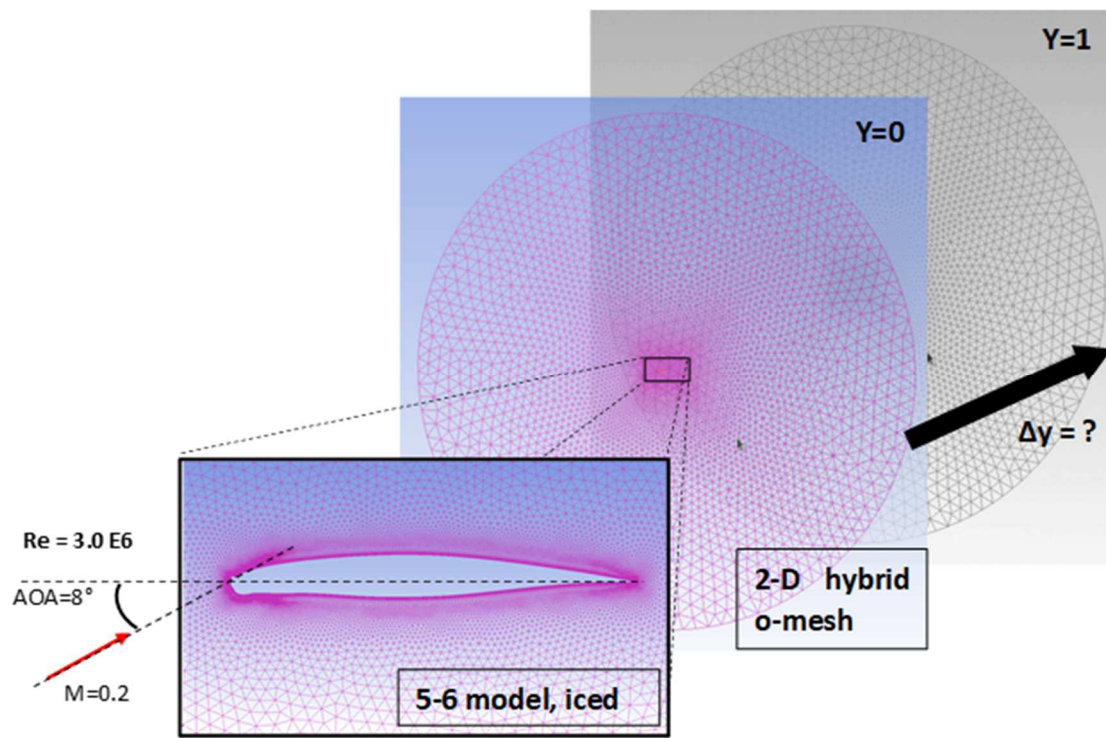 Y=1
Y=0
Δy = ?
Re = 3.0 E6
AOA=8°
M=0.2
2-D hybrid
o-mesh
5-6 model, iced